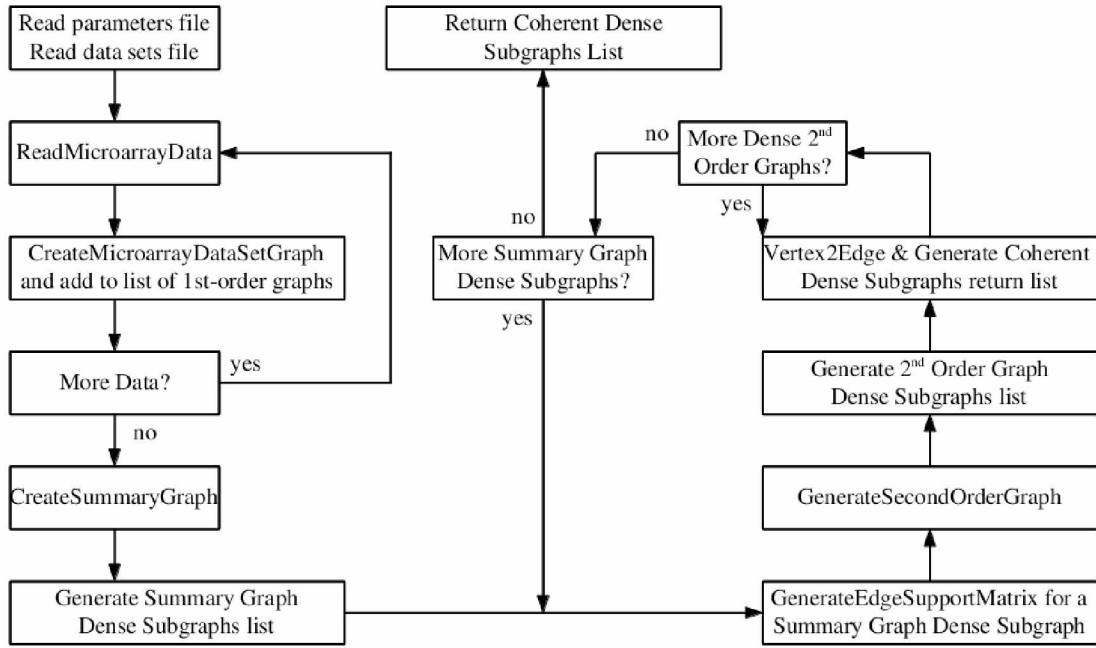 Read parameters file
Read data sets file
ReadMicroarrayData
CreateMicroarrayDataSetGraph
and add to list of 1st-order graphs
More Data?
yes
no
CreateSummaryGraph
Generate Summary Graph
Dense Subgraphs list
Return Coherent Dense
Subgraphs List
no
More Summary Graph
Dense Subgraphs?
yes
no
More Dense 2nd
Order Graphs?
yes
Vertex2Edge & Generate Coherent
Dense Subgraphs return list
Generate 2nd Order Graph
Dense Subgraphs list
GenerateSecondOrderGraph
GenerateEdgeSupportMatrix for a
Summary Graph Dense Subgraph